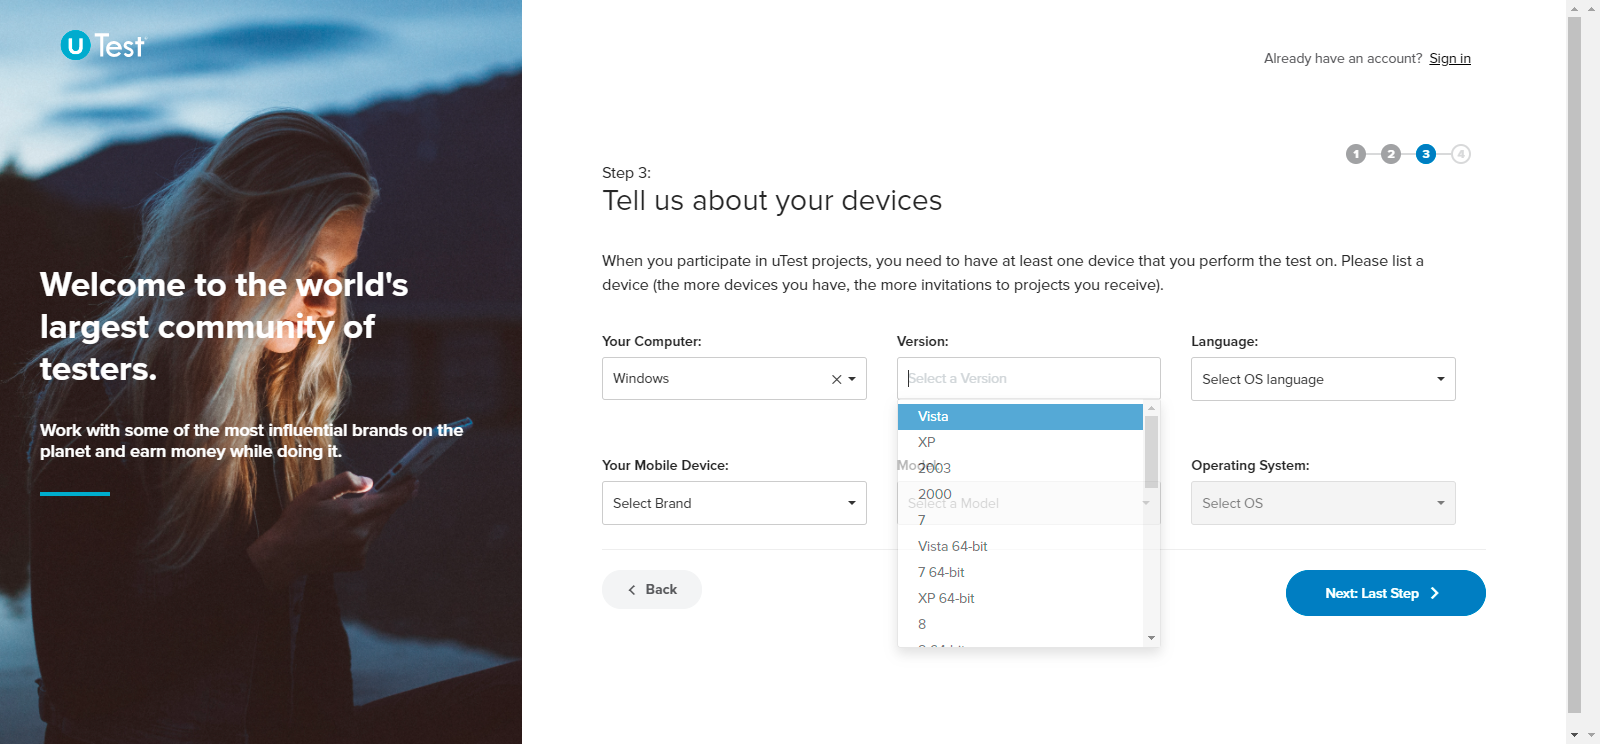 uTest
Already have an account? Sign in
1 2 3 4
Step 3:
Tell us about your devices
Welcome to the world's
largest community of
testers.
Work with some of the most influential brands on the
planet and earn money while doing it.
When you participate in uTest projects, you need to have at least one device that you perform the test on. Please list a
device (the more devices you have, the more invitations to projects you receive).
Your Computer:
Windows
Version:
Select a Version
Language:
Select OS language
Vista
XP
2003
2000
7
Vista 64-bit
7 64-bit
XP 64-bit
8
Your Mobile Device:
Select Brand
Model:
Select a Model
Operating System:
Select OS
Back
Next: Last Step